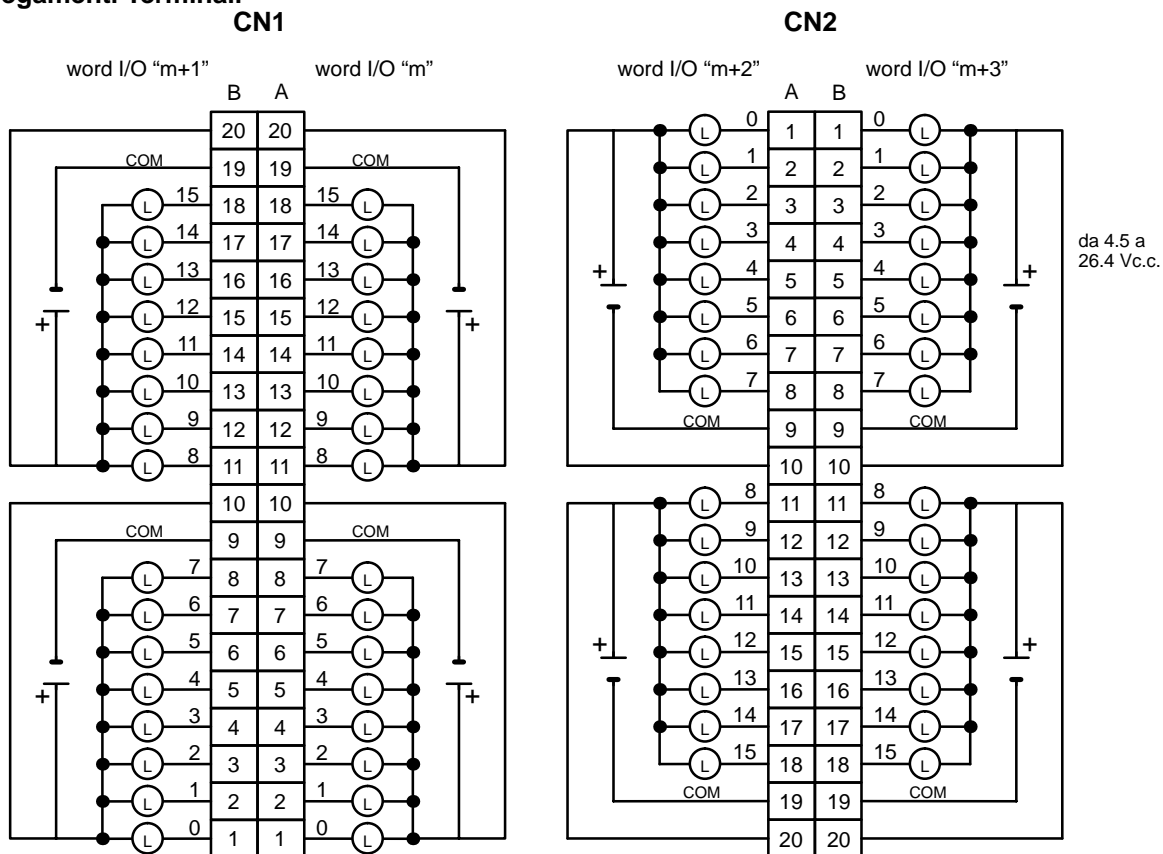 egamenti Terminali
CN1
word I/O “m+1” word I/O “m”
B A
20 20
COM 19 19 COM
L 15 18 18 15 L
L 14 17 17 14 L
L 13 16 16 13 L
L 12 15 15 12 L
+ +
L 11 14 14 11 L
L 10 13 13 10 L
L 9 12 12 9 L
L 8 11 11 8 L
10 10
COM 9 9 COM
L 7 8 8 7 L
L 6 7 7 6 L
L 5 6 6 5 L
L 4 5 5 4 L
+ +
L 3 4 4 3 L
L 2 3 3 2 L
L 1 2 2 1 L
L 0 1 1 0 L
CN2
word I/O “m+2” word I/O “m+3”
A B
L 0 1 1 0 L
L 1 2 2 1 L
L 2 3 3 2 L
L 3 4 4 3 L
+ L 4 5 5 4 L +
L 5 6 6 5 L
L 6 7 7 6 L
L 7 8 8 7 L
COM 9 9 COM
10 10
L 8 11 11 8 L
L 9 12 12 9 L
L 10 13 13 10 L
L 11 14 14 11 L
+ L 12 15 15 12 L +
L 13 16 16 13 L
L 14 17 17 14 L
L 15 18 18 15 L
COM 19 19 COM
20 20
da 4.5 a
26.4 Vc.c.